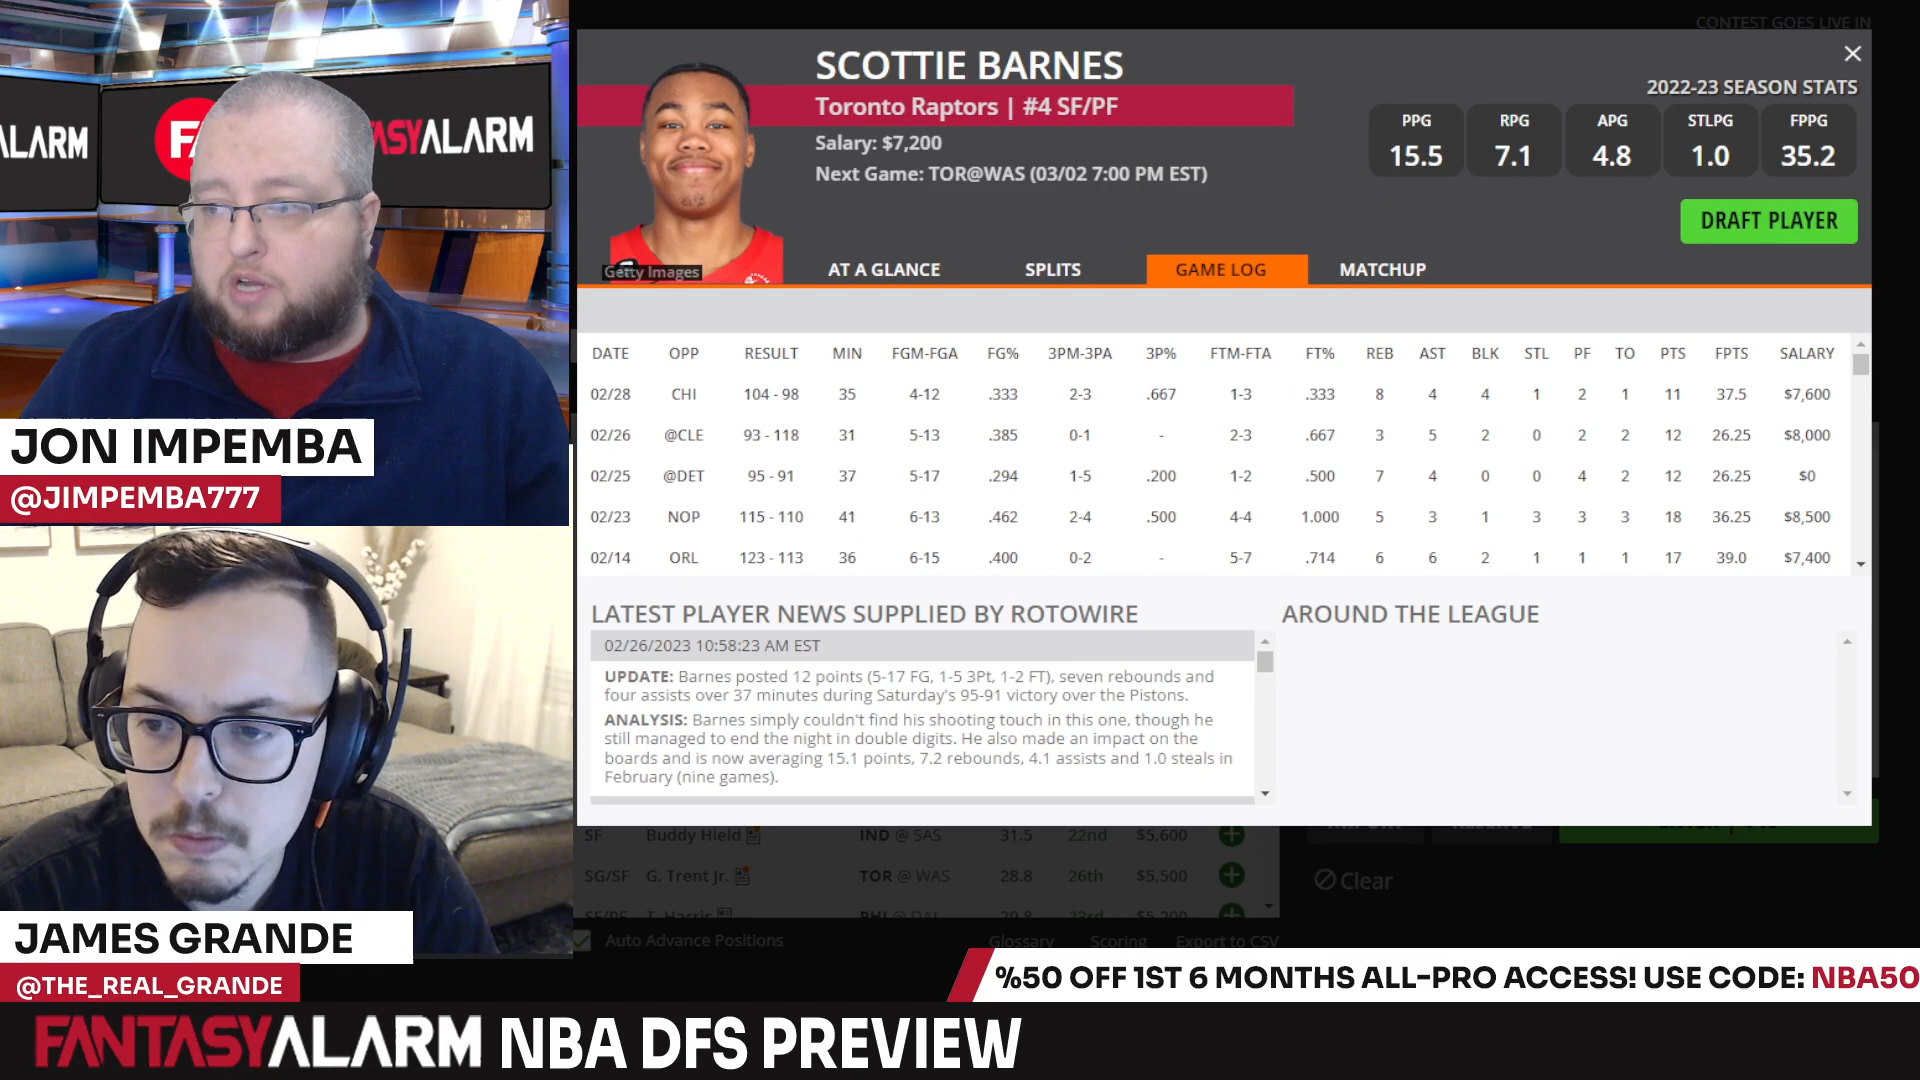 CONTEST GOES LIVE IN
SCOTTIE BARNES
Toronto Raptors | #4 SF/PF
Salary: $7,200
Next Game: TOR@WAS (03/02 7:00 PM EST)
2022-23 SEASON STATS
PPG RPG APG STLPG FPPG
15.5 7.1 4.8 1.0 35.2
DRAFT PLAYER
Getty Images
AT A GLANCE SPLITS GAME LOG MATCHUP
DATE OPP RESULT MIN FGM-FGA FG% 3PM-3PA 3P% FTM-FTA FT% REB AST BLK STL PF TO PTS FPTS SALARY
02/28 CHI 104 - 98 35 4-12 .333 2-3 .667 1-3 .333 8 4 4 1 2 1 11 37.5 $7,600
02/26 @CLE 93 - 118 31 5-13 .385 0-1 - 2-3 .667 3 5 2 0 2 2 12 26.25 $8,000
02/25 @DET 95 - 91 37 5-17 .294 1-5 .200 1-2 .500 7 4 0 0 4 2 12 26.25 $0
02/23 NOP 115 - 110 41 6-13 .462 2-4 .500 4-4 1.000 5 3 1 3 3 3 18 36.25 $8,500
02/14 ORL 123 - 113 36 6-15 .400 0-2 - 5-7 .714 6 6 2 1 1 1 17 39.0 $7,400
LATEST PLAYER NEWS SUPPLIED BY ROTOWIRE
02/26/2023 10:58:23 AM EST
UPDATE: Barnes posted 12 points (5-17 FG, 1-5 3Pt, 1-2 FT), seven rebounds and
four assists over 37 minutes during Saturday's 95-91 victory over the Pistons.
ANALYSIS: Barnes simply couldn't find his shooting touch in this one, though he
still managed to end the night in double digits. He also made an impact on the
boards and is now averaging 15.1 points, 7.2 rebounds, 4.1 assists and 1.0 steals in
February (nine games).
AROUND THE LEAGUE
SF Buddy Hield IND @ SAS 31.5 22nd $5,600
SG/SF G. Trent Jr. TOR @ WAS 28.8 26th $5,500
SF/PF T. Harris PHI @ DAL 29.8 23rd $5,200
Clear
Auto Advance Positions
Glossary Scoring Export to CSV
ALARM
FANTASYALARM
JON IMPEMBA
@JIMPEMBA777
JAMES GRANDE
@THE_REAL_GRANDE
%50 OFF 1ST 6 MONTHS ALL-PRO ACCESS! USE CODE: NBA50
FANTASYALARM NBA DFS PREVIEW